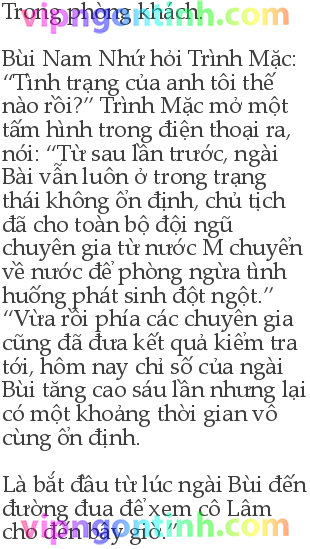 Trong phòng khách.
vipngontinh.com
Bùi Nam Nhứ hỏi Trình Mặc:
“Tình trạng của anh tôi thế
nào rồi?” Trình Mặc mở một
tấm hình trong điện thoại ra,
nói: “Từ sau lần trước, ngài
Bài vẫn luôn ở trong trạng
thái không ổn định, chủ tịch
đã cho toàn bộ đội ngũ
chuyên gia từ nước M chuyển
về nước để phòng ngừa tình
huống phát sinh đột ngột.”
“Vừa rồi phía các chuyên gia
cũng đã đưa kết quả kiểm tra
tới, hôm nay chỉ số của ngài
Bùi tăng cao sáu lần nhưng lại
có một khoảng thời gian vô
cùng ổn định.
Là bắt đầu từ lúc ngài Bùi đến
đường đua để xem cô Lâm
cho đến bây giờ.”
vipngontinh.com